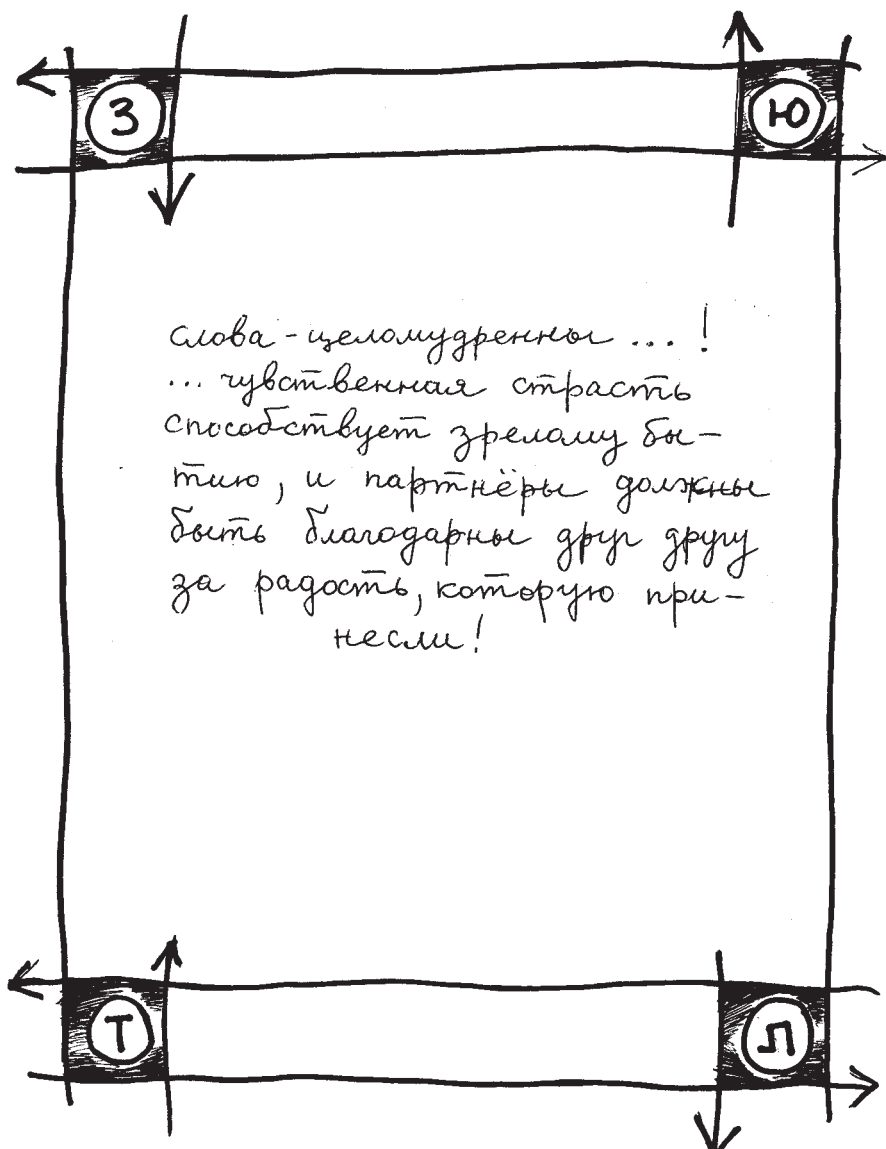 З
Ю
слова - целомудренны ... !
... чувственная страсть
способствует зрелому бы-
тию, и партнёры должны
быть благодарны друг другу
за радость, которую при-
несли!
Т
Л